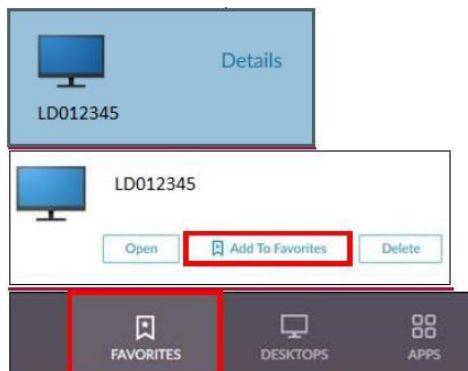 Details
LD012345
LD012345
Open Add To Favorites Delete
FAVORITES DESKTOPS APPS